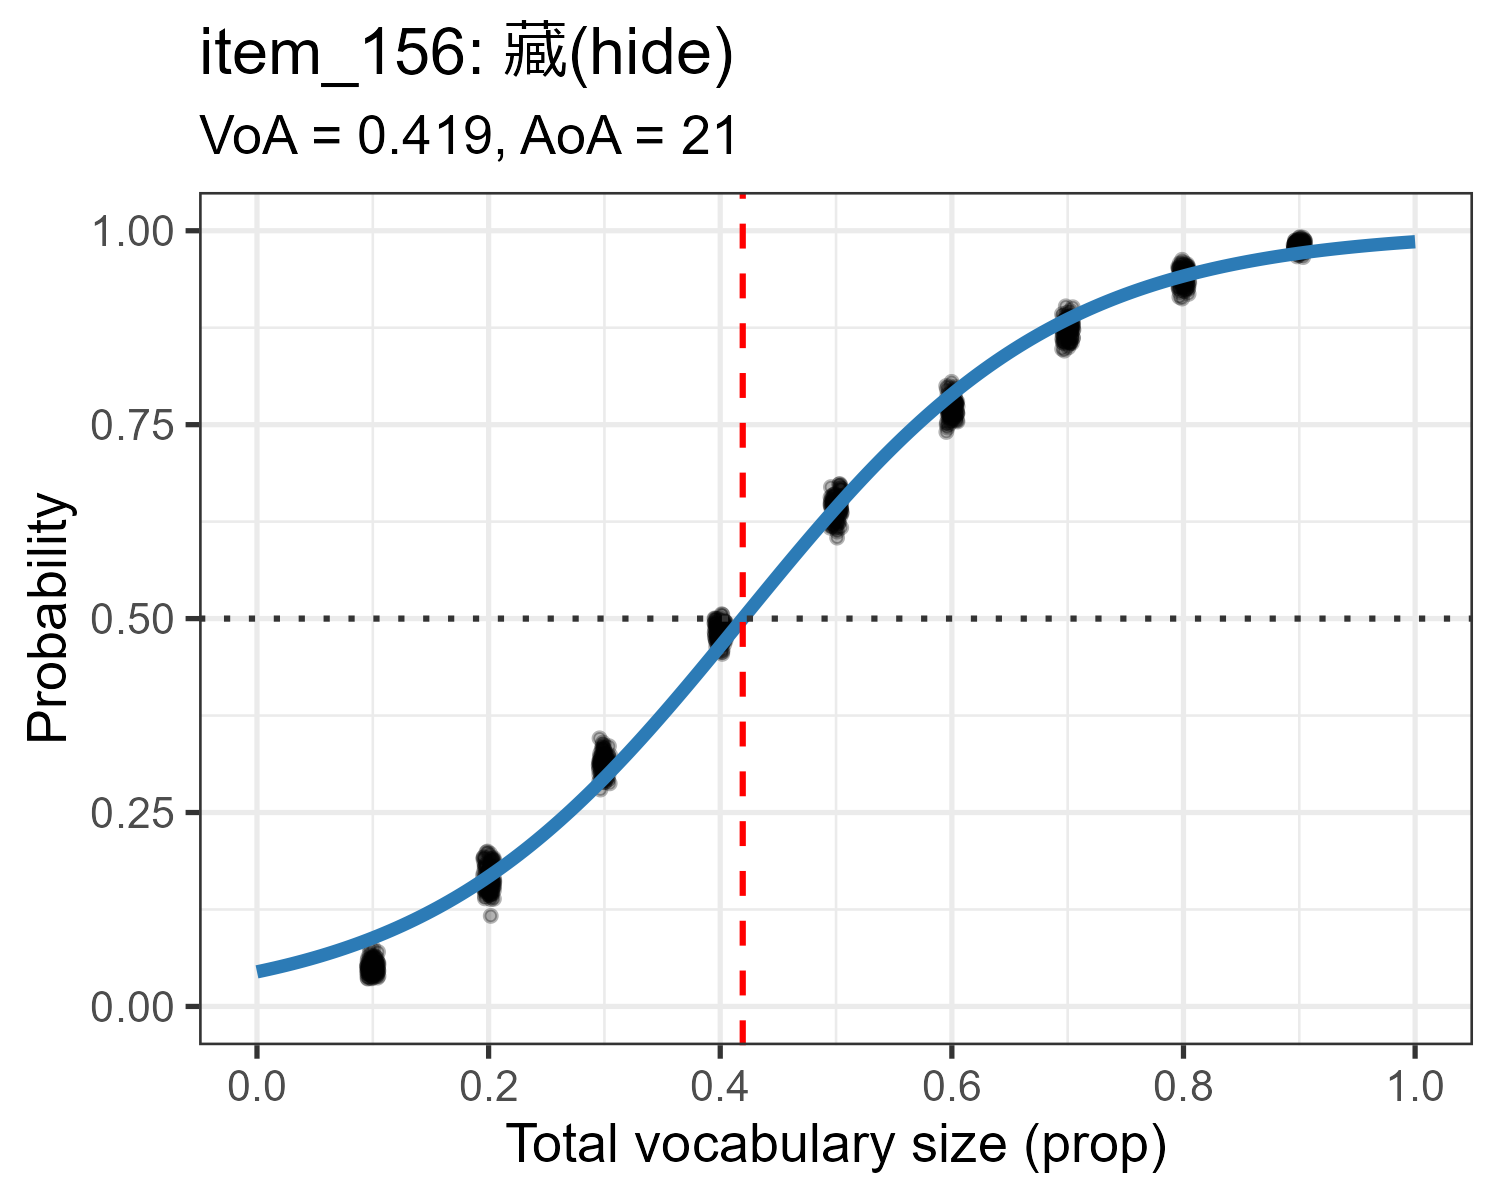 item_156: 藏(hide)
VoA = 0.419, AoA = 21
1.00
0.75
0.50
0.25
0.00
Probability
0.0 0.2 0.4 0.6 0.8 1.0
Total vocabulary size (prop)